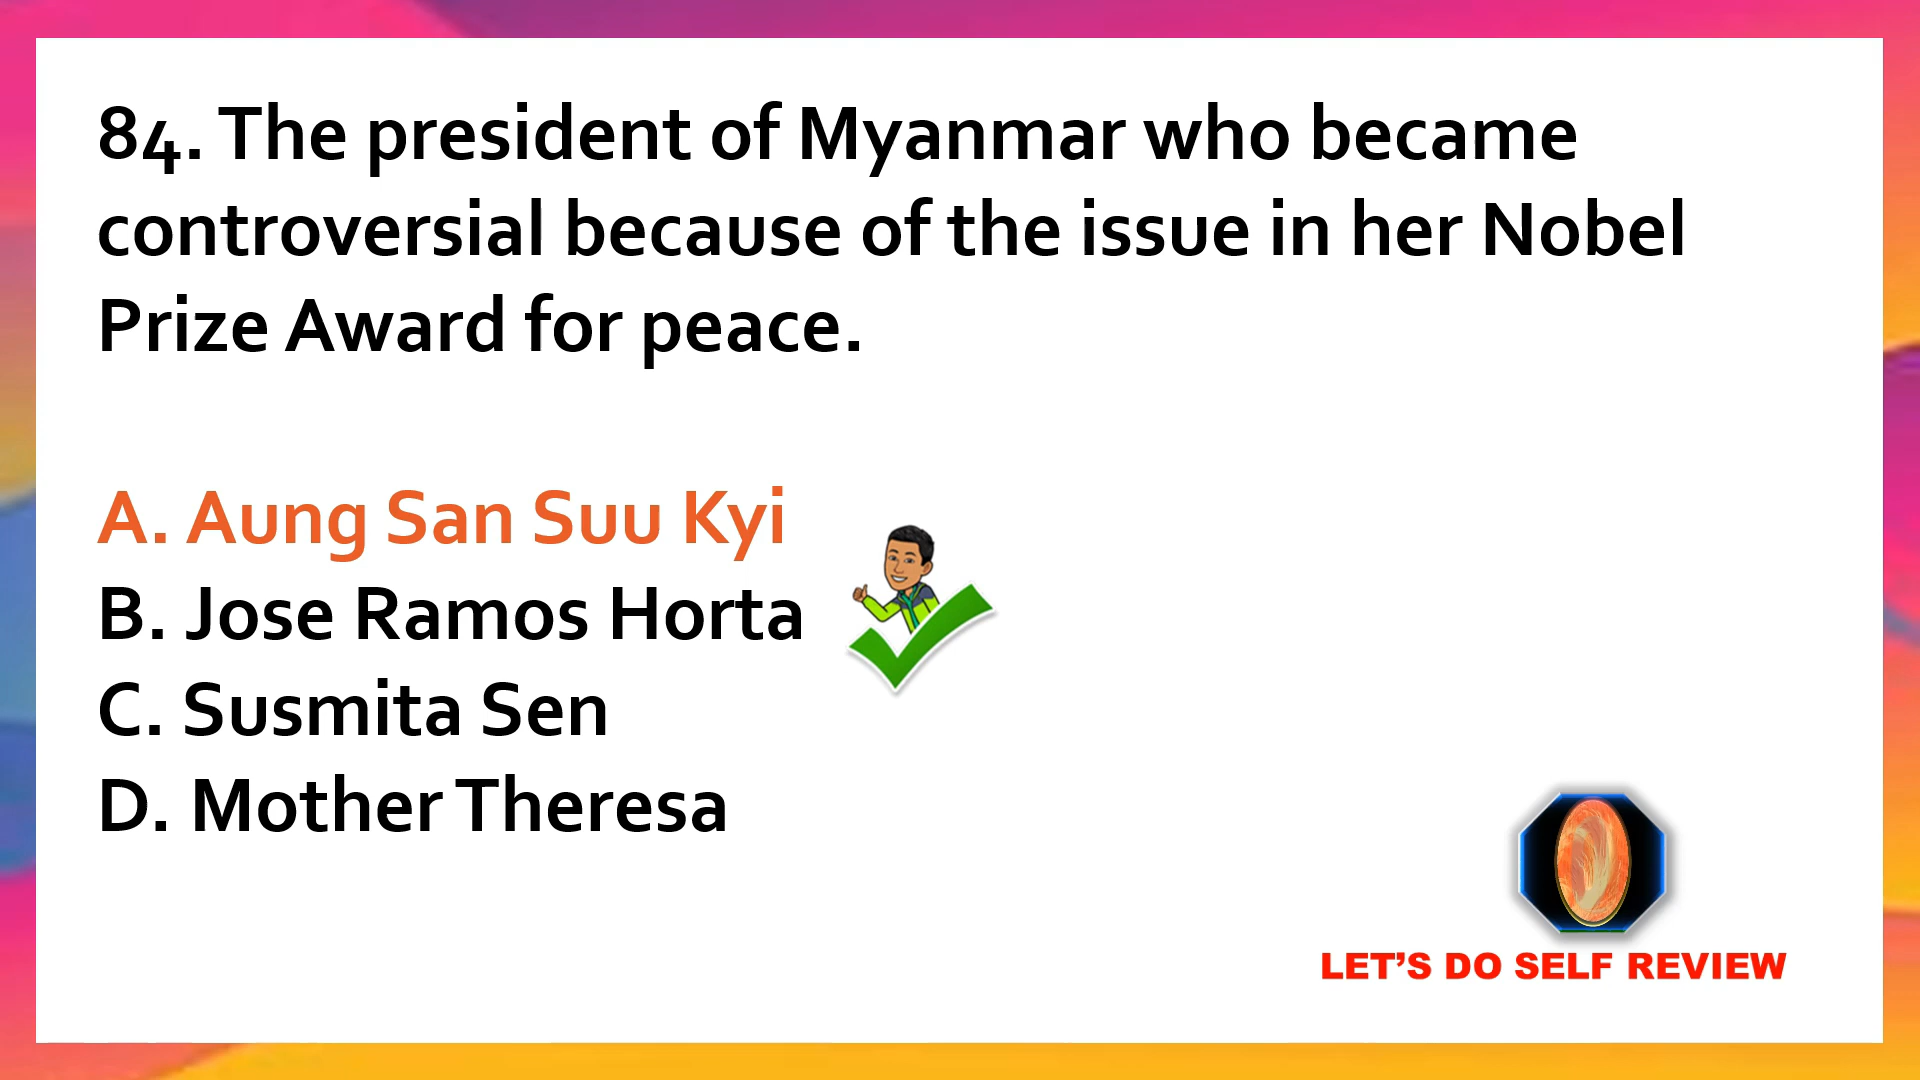 84. The president of Myanmar who became
controversial because of the issue in her Nobel
Prize Award for peace.
A. Aung San Suu Kyi
B. Jose Ramos Horta
C. Susmita Sen
D. Mother Theresa
LET'S DO SELF REVIEW